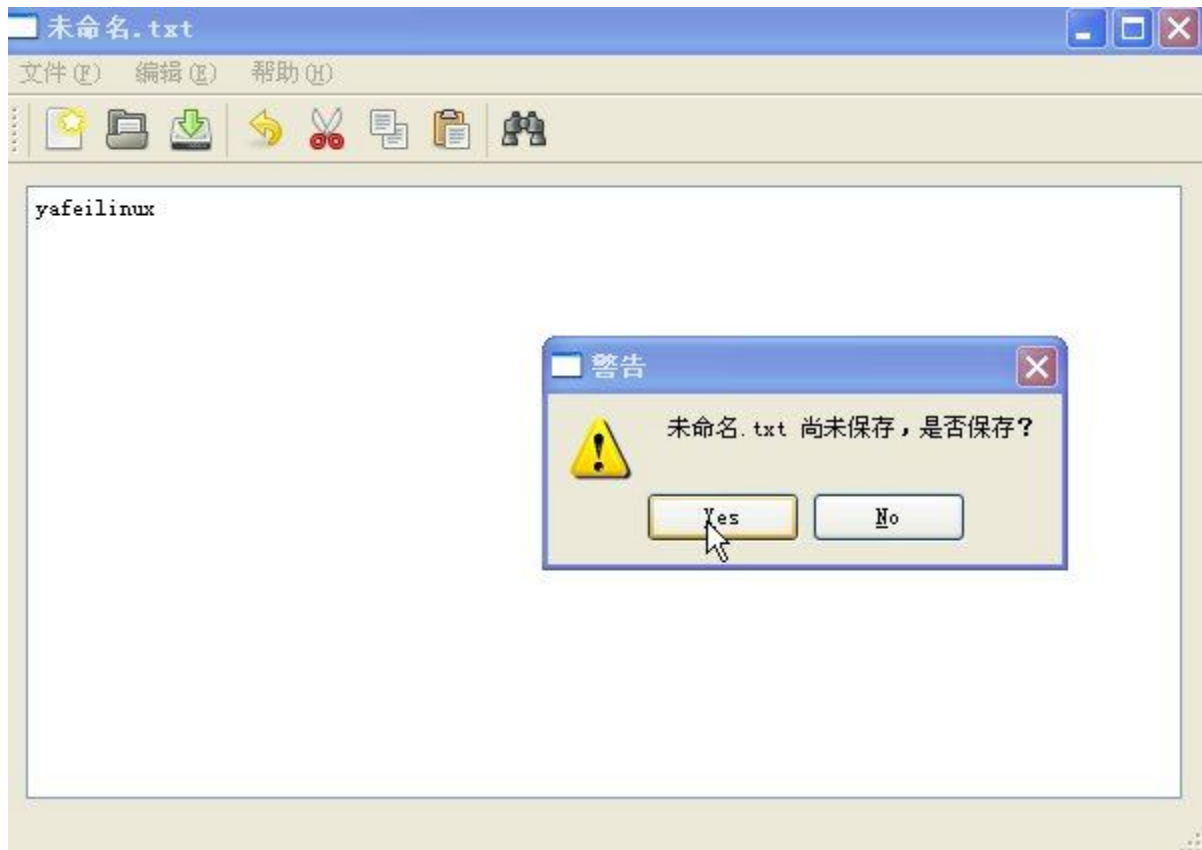 未命名.txt
文件(F) 编辑(E) 帮助(H)
yafeilinux
警告
未命名.txt 尚未保存，是否保存？
Yes No